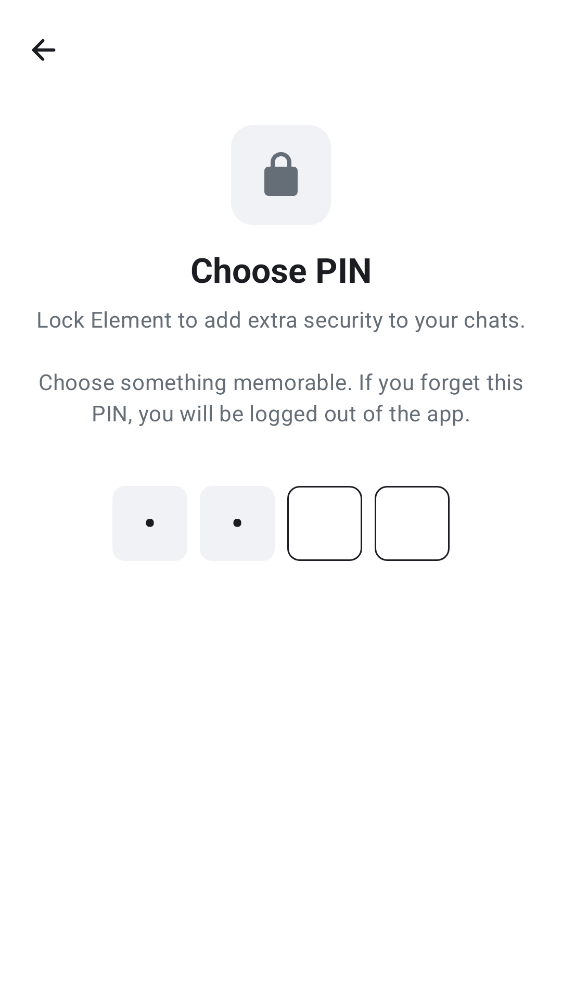 Choose PIN
Lock Element to add extra security to your chats.
Choose something memorable. If you forget this
PIN, you will be logged out of the app.